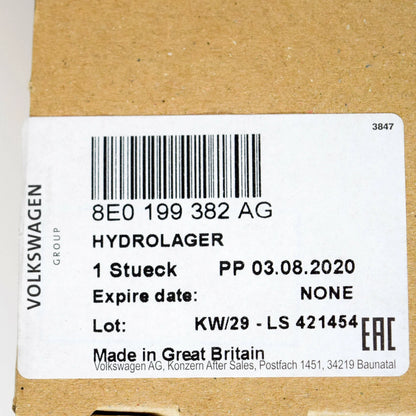 3847
VOLKSWAGEN
GROUP
8E0 199 382 AG
HYDROLAGER
1 Stueck PP 03.08.2020
Expire date: NONE
Lot: KW/29 - LS 421454
EAC
Made in Great Britain
Volkswagen AG, Konzern After Sales, Postfach 1451, 34219 Baunatal